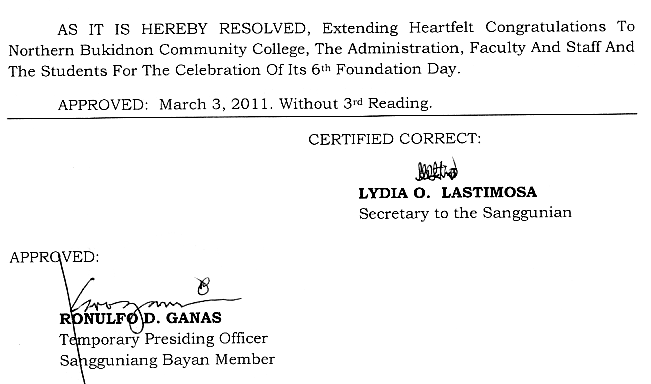 AS IT IS HEREBY RESOLVED, Extending Heartfelt Congratulations To
Northern Bukidnon Community College, The Administration, Faculty And Staff And
The Students For The Celebration Of Its 6th Foundation Day.
APPROVED: March 3, 2011. Without 3rd Reading.
CERTIFIED CORRECT:
LYDIA O. LASTIMOSA
Secretary to the Sanggunian
APPROVED:
RONULFO D. GANAS
Temporary Presiding Officer
Sangguniang Bayan Member